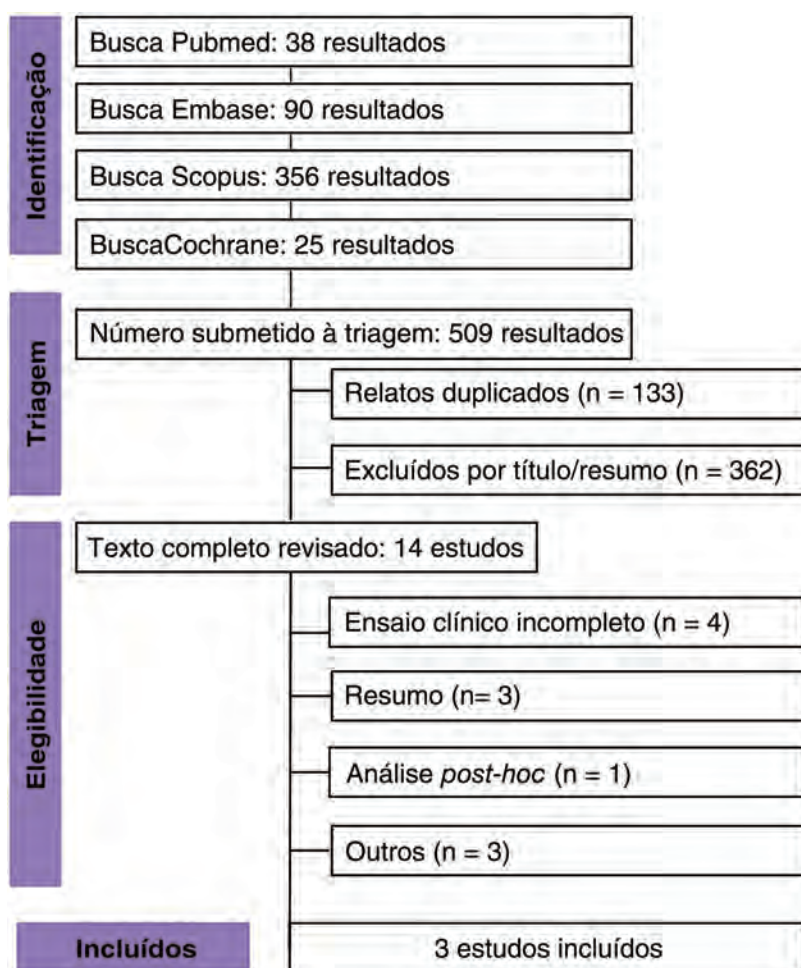 Identificação
Busca Pubmed: 38 resultados
Busca Embase: 90 resultados
Busca Scopus: 356 resultados
BuscaCochrane: 25 resultados
Triagem
Número submetido à triagem: 509 resultados
Relatos duplicados (n = 133)
Excluídos por título/resumo (n = 362)
Elegibilidade
Texto completo revisado: 14 estudos
Ensaio clínico incompleto (n = 4)
Resumo (n= 3)
Análise post-hoc (n = 1)
Outros (n = 3)
Incluídos
3 estudos incluídos